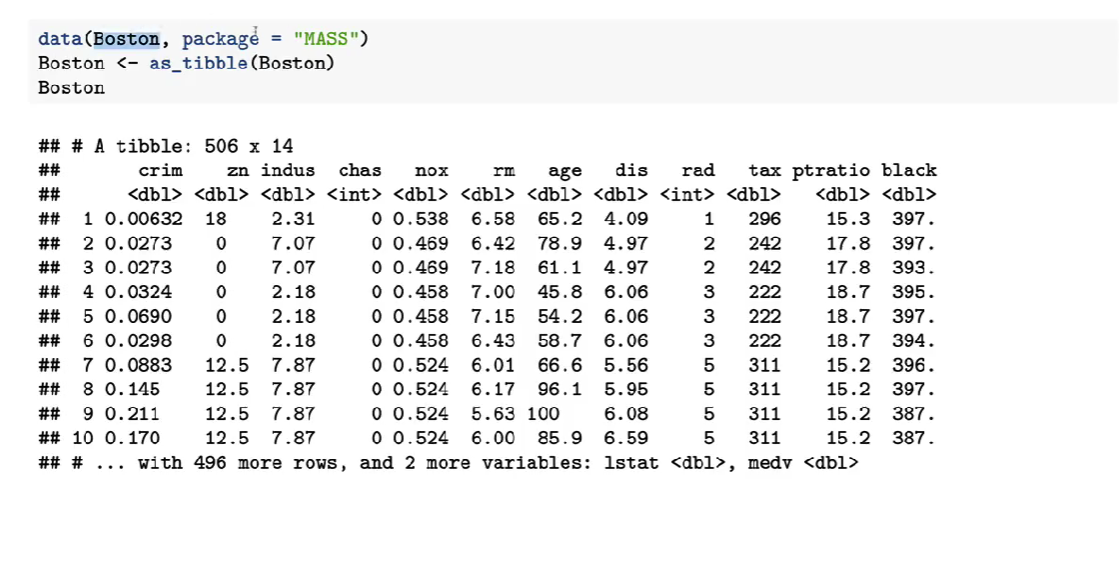 data(Boston, package = "MASS")
Boston <- as_tibble(Boston)
Boston
## # A tibble: 506 x 14
##       crim    zn indus  chas   nox    rm   age   dis   rad   tax ptratio black
##      <dbl> <dbl> <dbl> <int> <dbl> <dbl> <dbl> <dbl> <int> <dbl>   <dbl> <dbl>
##  1 0.00632  18    2.31     0 0.538  6.58  65.2  4.09     1   296    15.3  397.
##  2 0.0273    0    7.07     0 0.469  6.42  78.9  4.97     2   242    17.8  397.
##  3 0.0273    0    7.07     0 0.469  7.18  61.1  4.97     2   242    17.8  393.
##  4 0.0324    0    2.18     0 0.458  7.00  45.8  6.06     3   222    18.7  395.
##  5 0.0690    0    2.18     0 0.458  7.15  54.2  6.06     3   222    18.7  397.
##  6 0.0298    0    2.18     0 0.458  6.43  58.7  6.06     3   222    18.7  394.
##  7 0.0883   12.5  7.87     0 0.524  6.01  66.6  5.56     5   311    15.2  396.
##  8 0.145    12.5  7.87     0 0.524  6.17  96.1  5.95     5   311    15.2  397.
##  9 0.211    12.5  7.87     0 0.524  5.63 100    6.08     5   311    15.2  387.
## 10 0.170    12.5  7.87     0 0.524  6.00  85.9  6.59     5   311    15.2  387.
## # ... with 496 more rows, and 2 more variables: lstat <dbl>, medv <dbl>